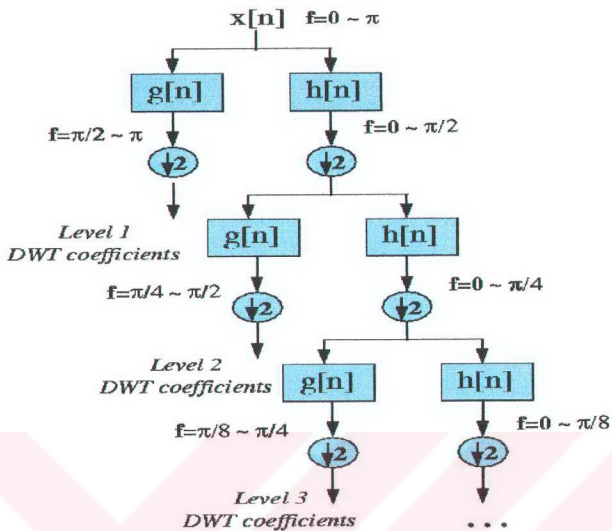 x[n] f=0 ~ π
g[n] h[n]
f=π/2 ~ π f=0 ~ π/2
↓2 ↓2
Level 1
DWT coefficients
g[n] h[n]
f=π/4 ~ π/2 f=0 ~ π/4
↓2 ↓2
Level 2
DWT coefficients
g[n] h[n]
f=π/8 ~ π/4 f=0 ~ π/8
↓2 ↓2
Level 3
DWT coefficients
...